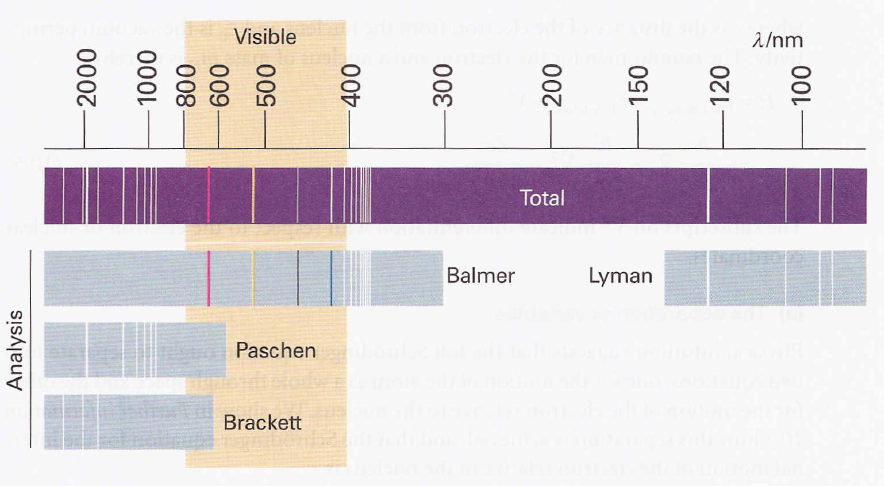 Visible
λ/nm
2000
1000
800
600
500
400
300
200
150
120
100
Total
Balmer
Lyman
Analysis
Paschen
Brackett